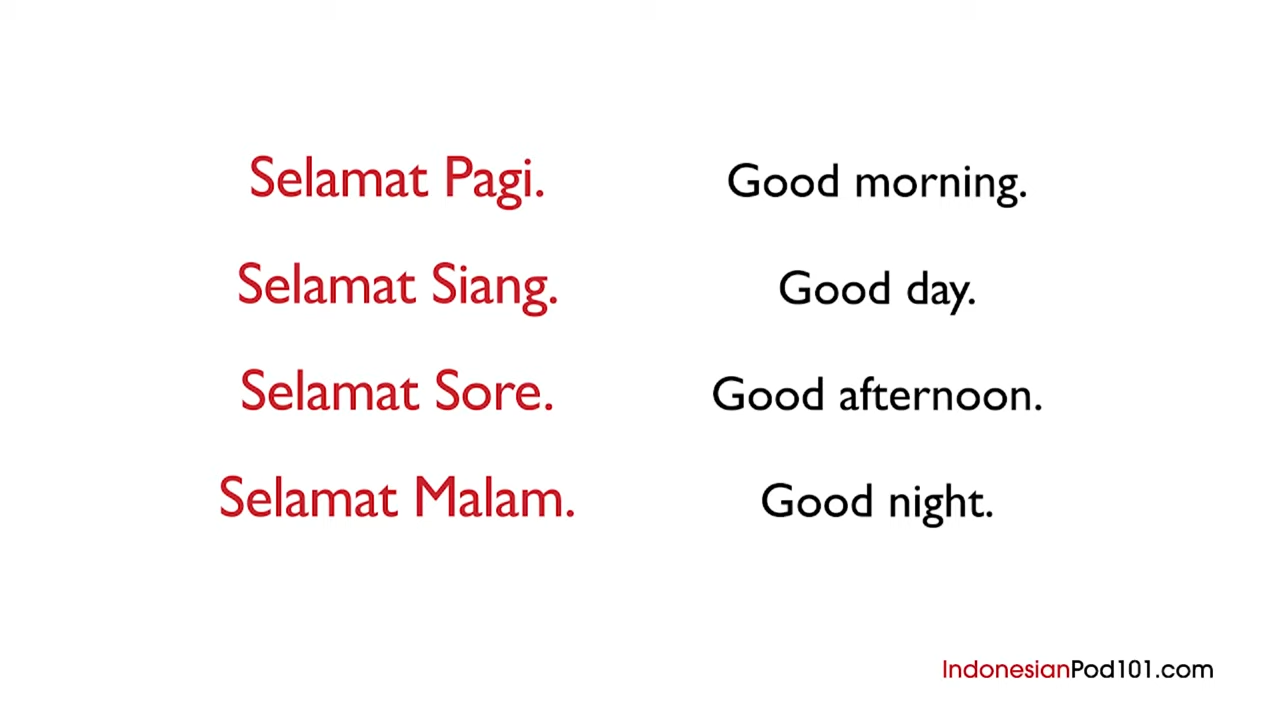 Selamat Pagi. Good morning.
Selamat Siang. Good day.
Selamat Sore. Good afternoon.
Selamat Malam. Good night.
IndonesianPod101.com